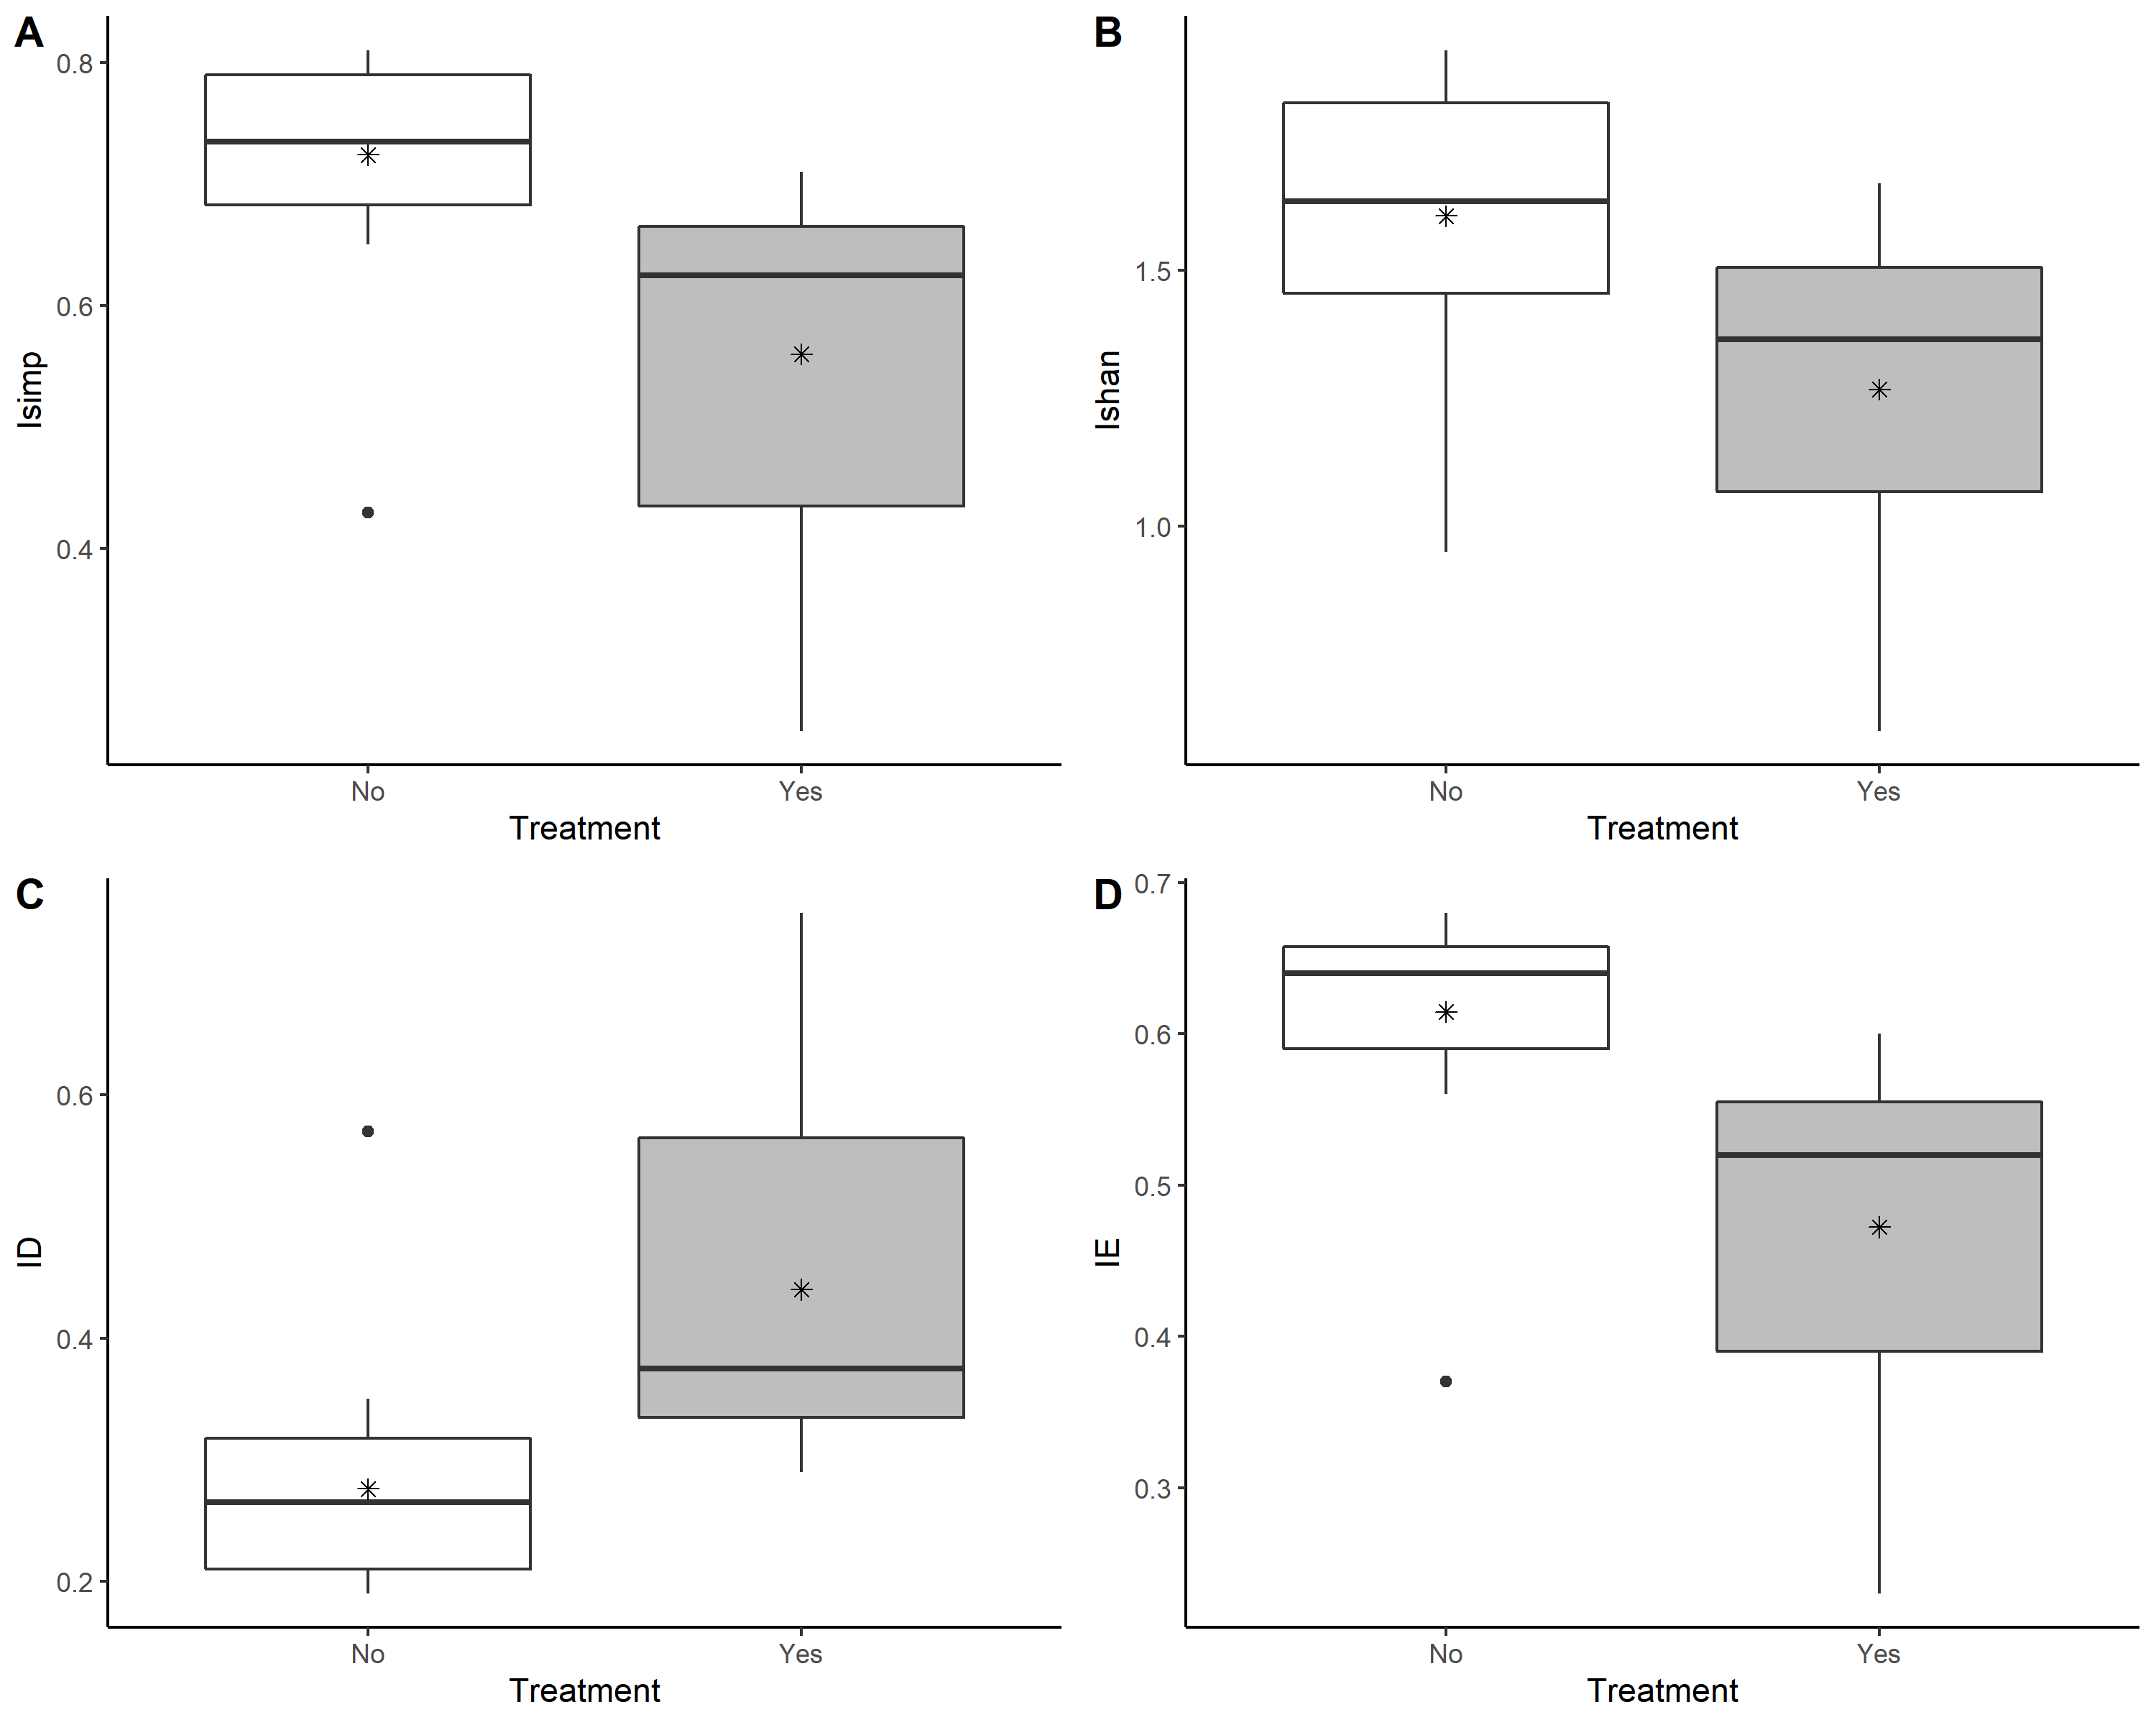 A
0.8
0.6
0.4
Isimp
No Yes
Treatment
B
1.5
1.0
Ishan
No Yes
Treatment
C
0.6
0.4
0.2
ID
No Yes
Treatment
D
0.7
0.6
0.5
0.4
0.3
IE
No Yes
Treatment